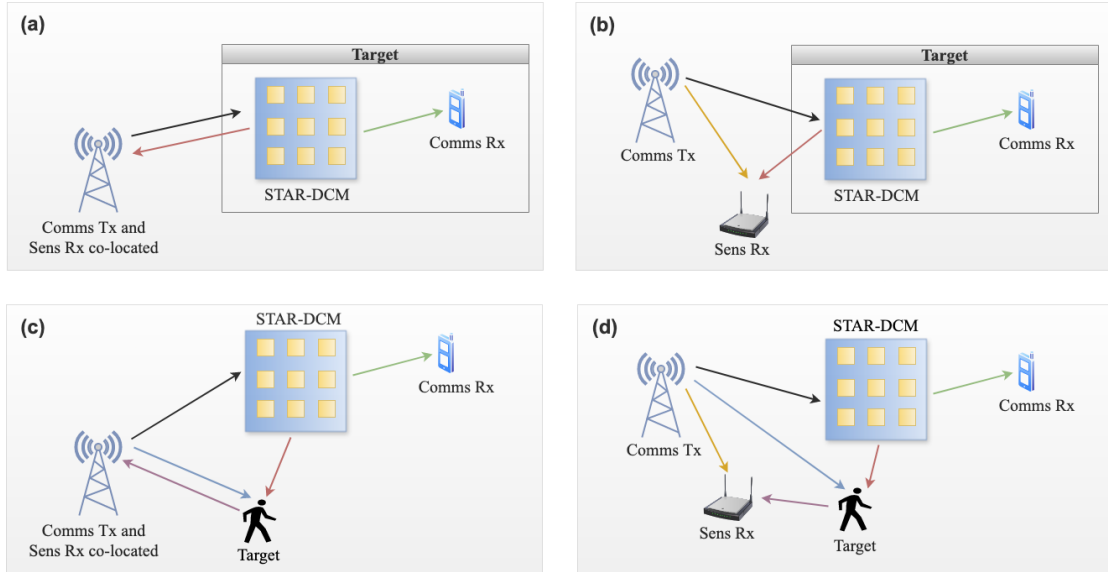 (a)
Target
STAR-DCM
Comms Rx
Comms Tx and
Sens Rx co-located
(b)
Target
Comms Tx
STAR-DCM
Comms Rx
Sens Rx
(c)
STAR-DCM
Comms Rx
Comms Tx and
Sens Rx co-located
Target
(d)
STAR-DCM
Comms Tx
Comms Rx
Sens Rx
Target